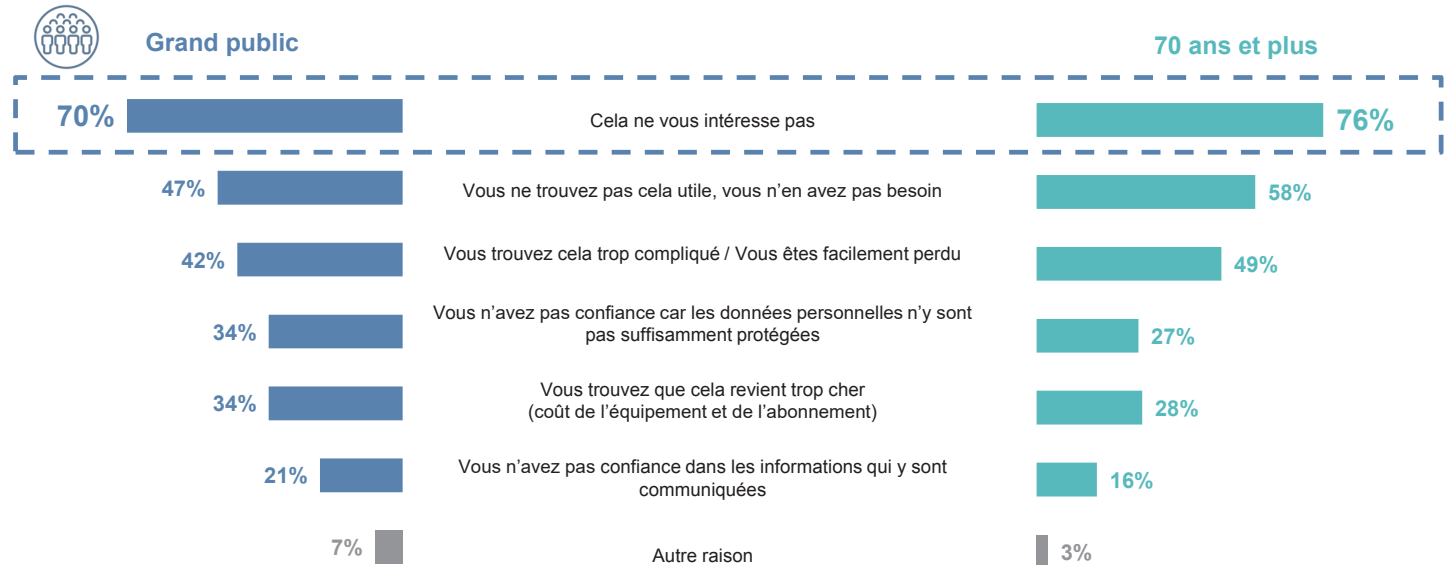 Grand public
70 ans et plus
70%
Cela ne vous intéresse pas
76%
47%
Vous ne trouvez pas cela utile, vous n’en avez pas besoin
58%
42%
Vous trouvez cela trop compliqué / Vous êtes facilement perdu
49%
34%
Vous n’avez pas confiance car les données personnelles n’y sont
pas suffisamment protégées
27%
34%
Vous trouvez que cela revient trop cher
(coût de l’équipement et de l’abonnement)
28%
21%
Vous n’avez pas confiance dans les informations qui y sont
communiquées
16%
7%
Autre raison
3%